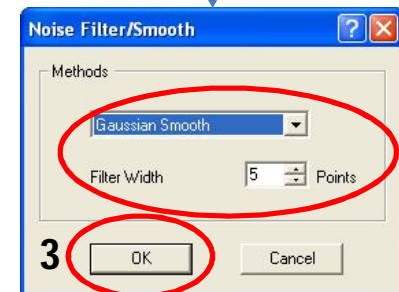 Noise Filter/Smooth
Methods
Gaussian Smooth
Filter Width 5 Points
3 OK Cancel